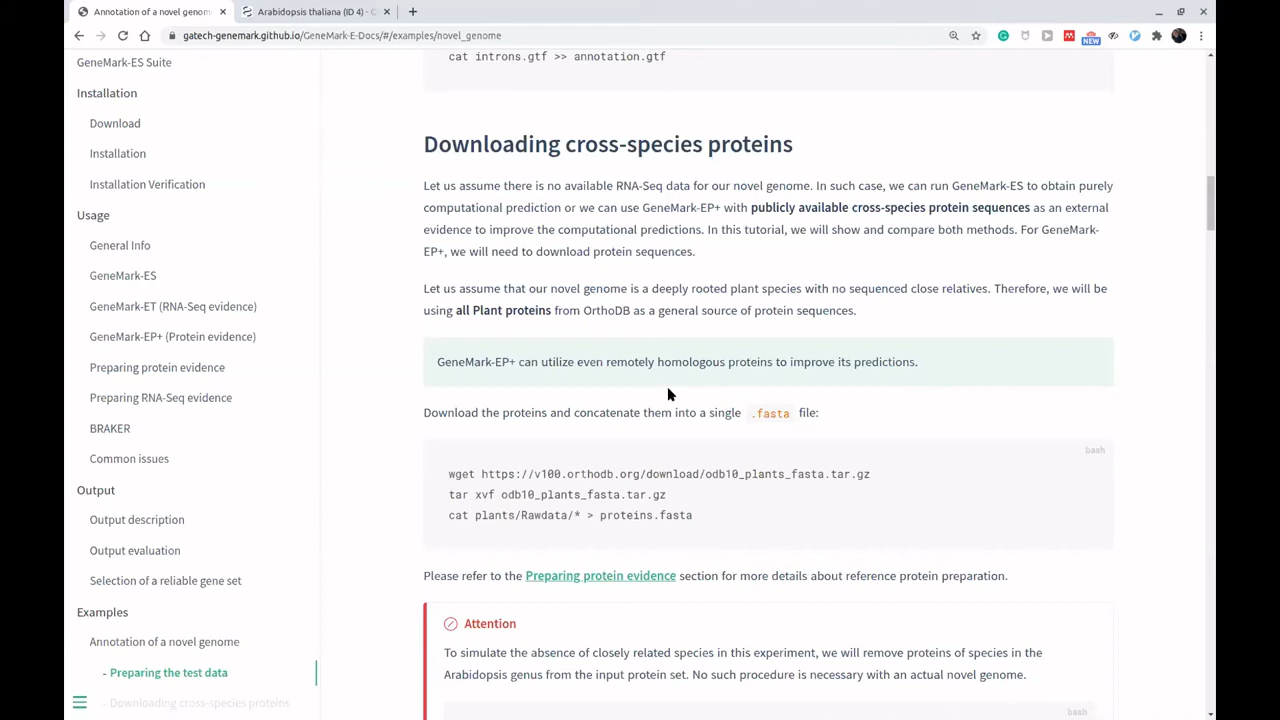 Annotation of a novel genom
Arabidopsis thaliana (ID 4) - G
gatech-genemark.github.io/GeneMark-E-Docs/#/examples/novel_genome
NEW
GeneMark-ES Suite
Installation
Download
Installation
Installation Verification
Usage
General Info
GeneMark-ES
GeneMark-ET (RNA-Seq evidence)
GeneMark-EP+ (Protein evidence)
Preparing protein evidence
Preparing RNA-Seq evidence
BRAKER
Common issues
Output
Output description
Output evaluation
Selection of a reliable gene set
Examples
Annotation of a novel genome
- Preparing the test data
- Downloading cross-species proteins
cat introns.gtf >> annotation.gtf
Downloading cross-species proteins
Let us assume there is no available RNA-Seq data for our novel genome. In such case, we can run GeneMark-ES to obtain purely
computational prediction or we can use GeneMark-EP+ with publicly available cross-species protein sequences as an external
evidence to improve the computational predictions. In this tutorial, we will show and compare both methods. For GeneMark-
EP+, we will need to download protein sequences.
Let us assume that our novel genome is a deeply rooted plant species with no sequenced close relatives. Therefore, we will be
using all Plant proteins from OrthoDB as a general source of protein sequences.
GeneMark-EP+ can utilize even remotely homologous proteins to improve its predictions.
Download the proteins and concatenate them into a single .fasta file:
bash
wget https://v100.orthodb.org/download/odb10_plants_fasta.tar.gz
tar xvf odb10_plants_fasta.tar.gz
cat plants/Rawdata/* > proteins.fasta
Please refer to the Preparing protein evidence section for more details about reference protein preparation.
Attention
To simulate the absence of closely related species in this experiment, we will remove proteins of species in the
Arabidopsis genus from the input protein set. No such procedure is necessary with an actual novel genome.
bash